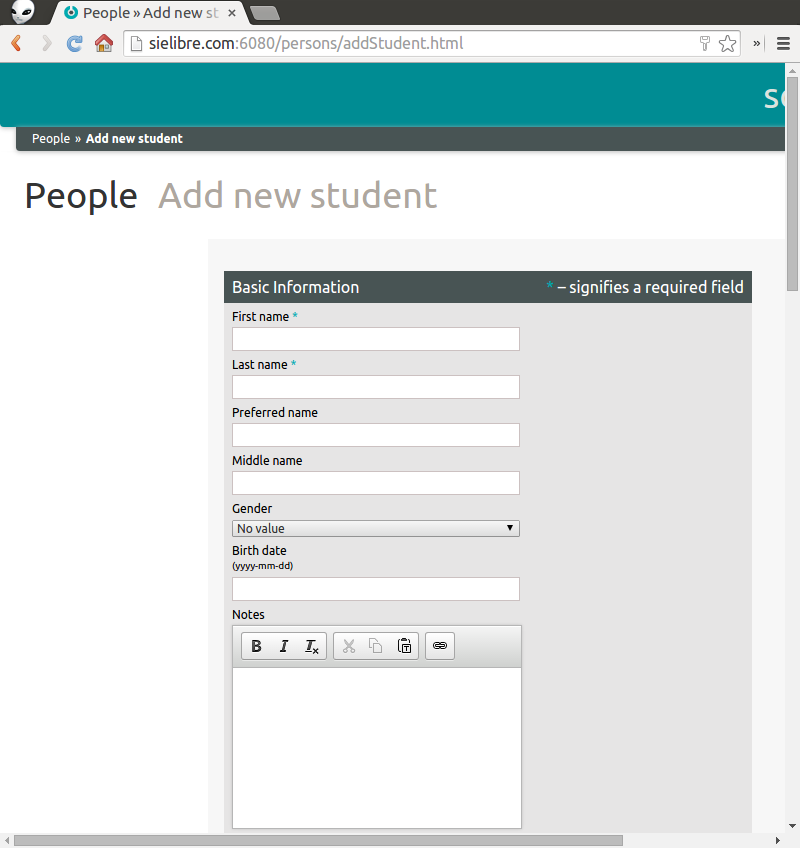 People » Add new st
sielibre.com:6080/persons/addStudent.html
People » Add new student
People Add new student
Basic Information * – signifies a required field
First name *
Last name *
Preferred name
Middle name
Gender
No value
Birth date
(yyyy-mm-dd)
Notes
B I Tx